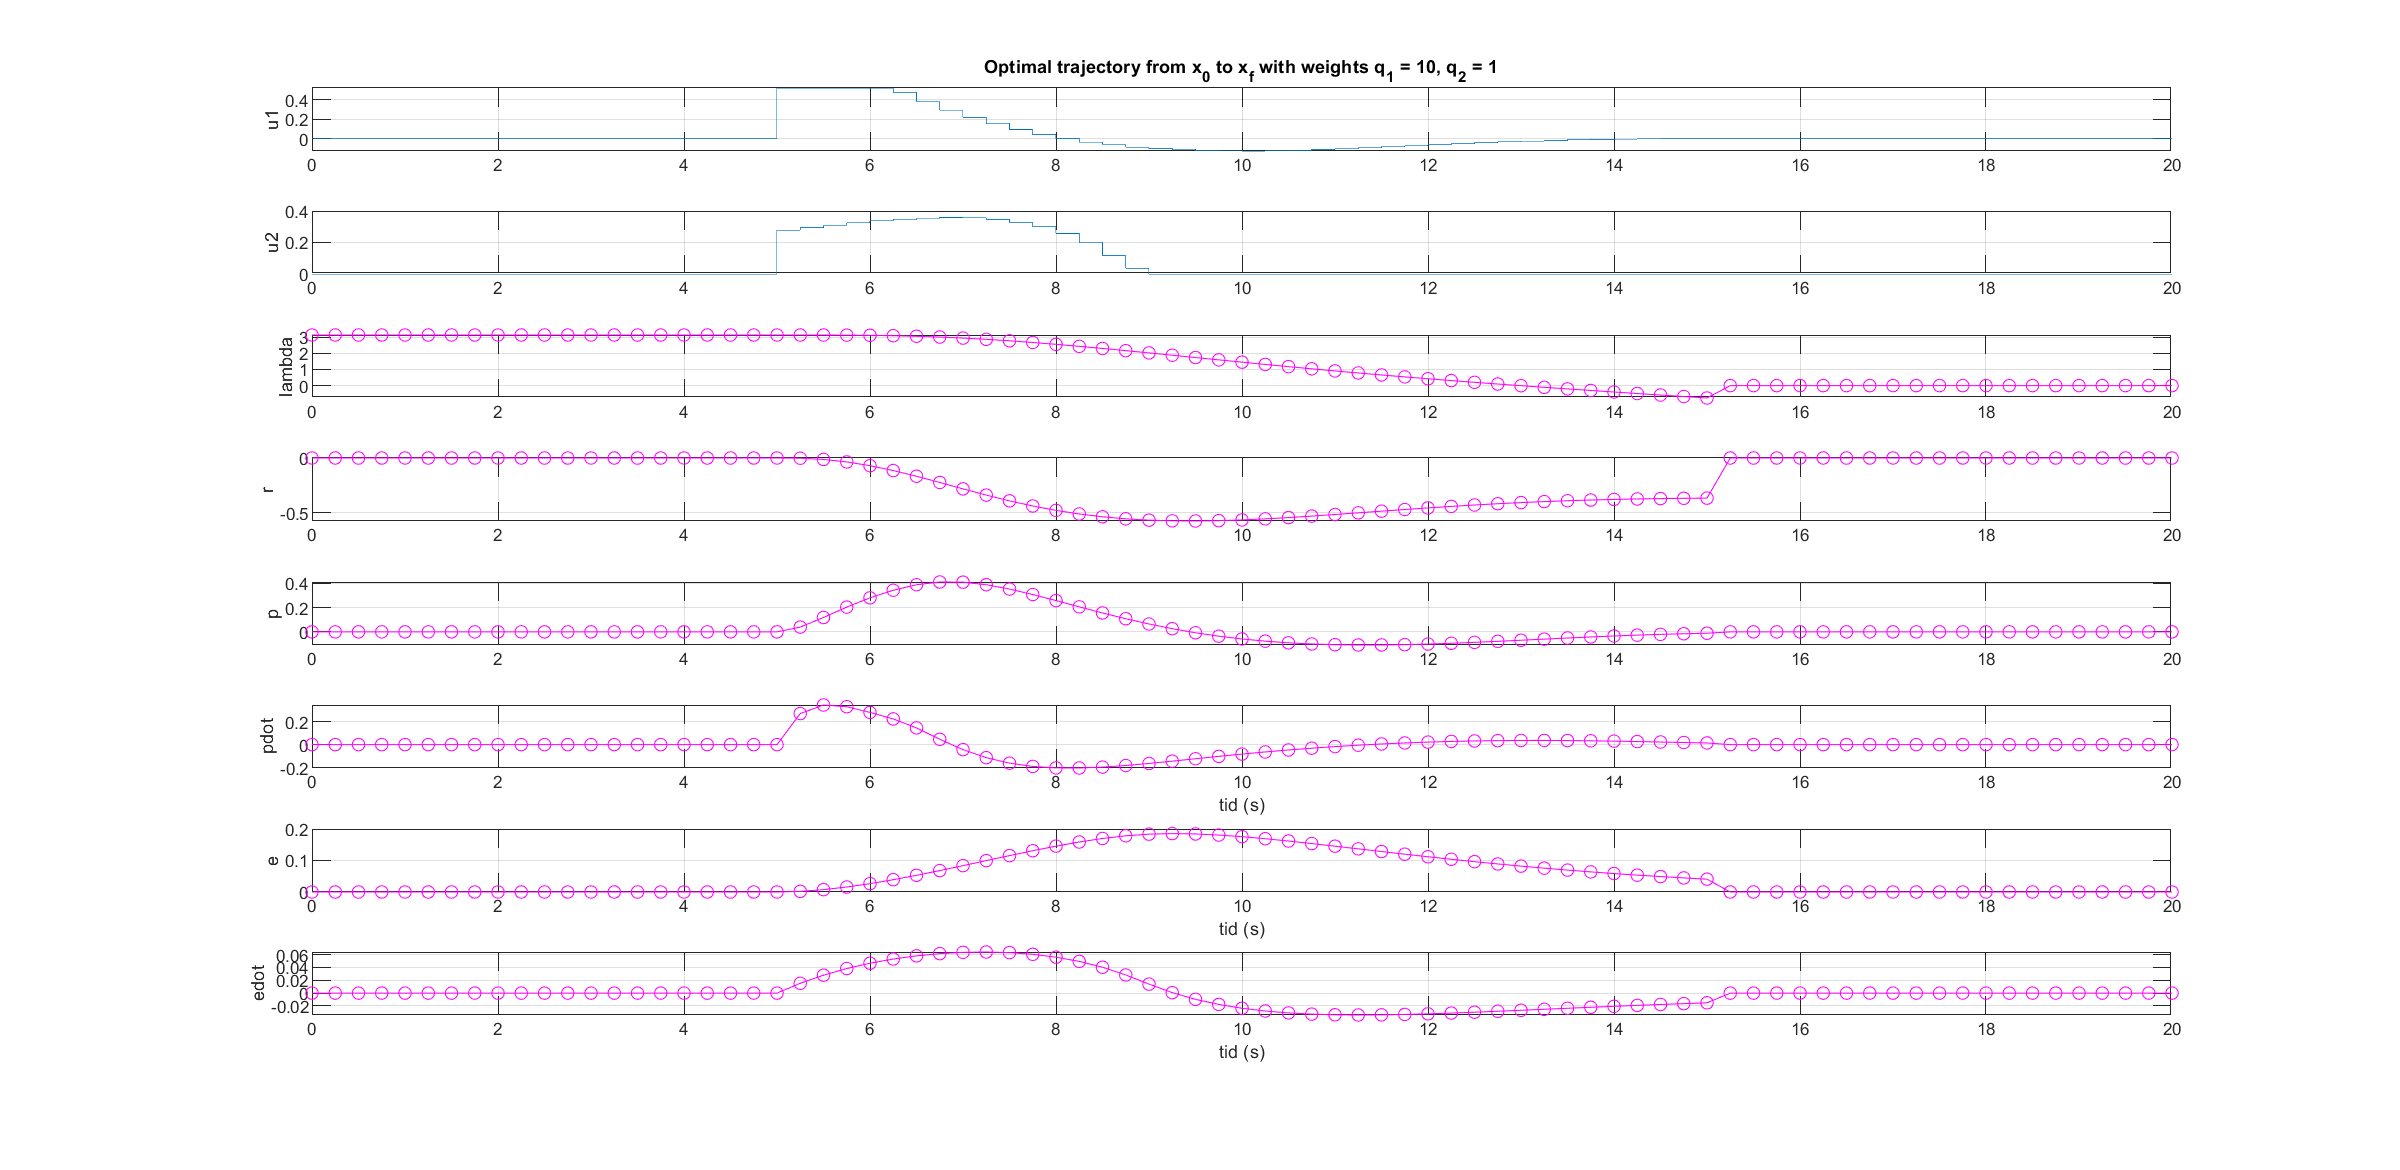 Optimal trajectory from x0 to xf with weights q1 = 10, q2 = 1
u1
0.4
0.2
0
0 2 4 6 8 10 12 14 16 18 20
u2
0.4
0.2
0
0 2 4 6 8 10 12 14 16 18 20
lambda
3
2
1
0
0 2 4 6 8 10 12 14 16 18 20
r
0
-0.5
0 2 4 6 8 10 12 14 16 18 20
p
0.4
0.2
0
0 2 4 6 8 10 12 14 16 18 20
pdot
0.2
0
-0.2
0 2 4 6 8 10 12 14 16 18 20
tid (s)
e
0.2
0.1
0
0 2 4 6 8 10 12 14 16 18 20
tid (s)
edot
0.06
0.04
0.02
0
-0.02
0 2 4 6 8 10 12 14 16 18 20
tid (s)